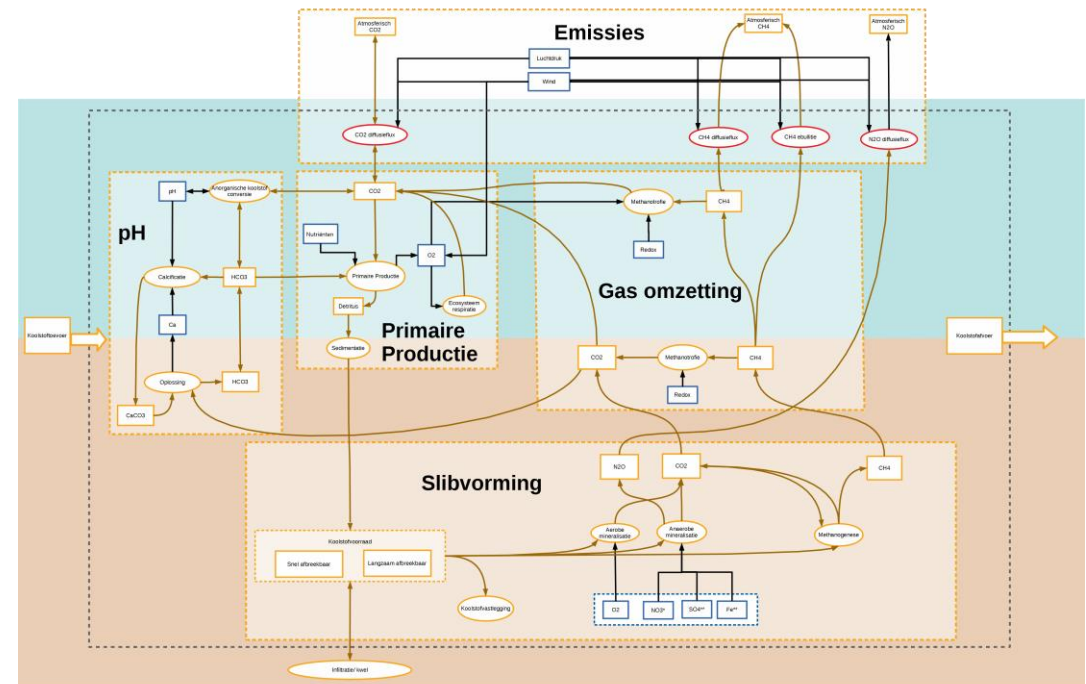 Emissies
Atmosferisch
CO2
Atmosferisch
CH4
Atmosferisch
N2O
Luchtdruk
Wind
CO2 diffuseflux
CH4 diffuseflux
CH4 ebullitie
N2O diffuseflux
pH
pH
Anorganische koolstof
conversie
Calcificatie
HCO3
Ca
Oplossing
HCO3
CaCO3
CO2
Nutriënten
O2
Primaire Productie
Detritus
Ecosysteem
respiratie
Sedimentatie
Primaire
Productie
Methanotrofie
CH4
Redox
Gas omzetting
CO2
Methanotrofie
CH4
Redox
Koolstoftoevoer
Koolstofafvoer
Slibvorming
N2O
CO2
CH4
Aerobe
mineralisatie
Anaerobe
mineralisatie
Methanogenese
Koolstofvoorraad
Snel afbreekbaar
Langzaam afbreekbaar
Koolstofvastlegging
O2
NO3*
SO4**
Fe**
Infiltratie/ kwel